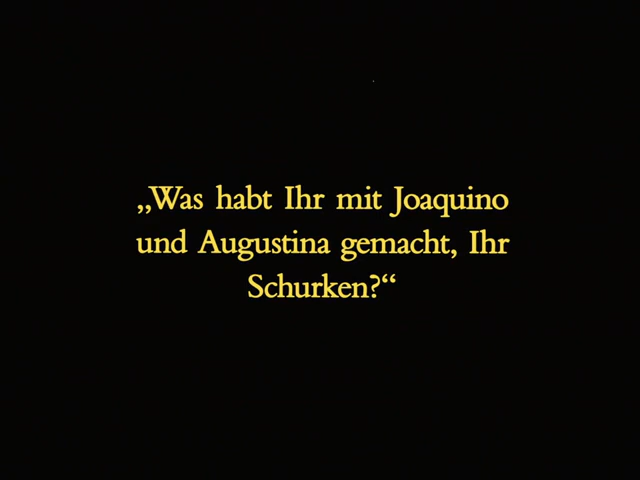 „Was habt Ihr mit Joaquino
und Augustina gemacht, Ihr
Schurken?“